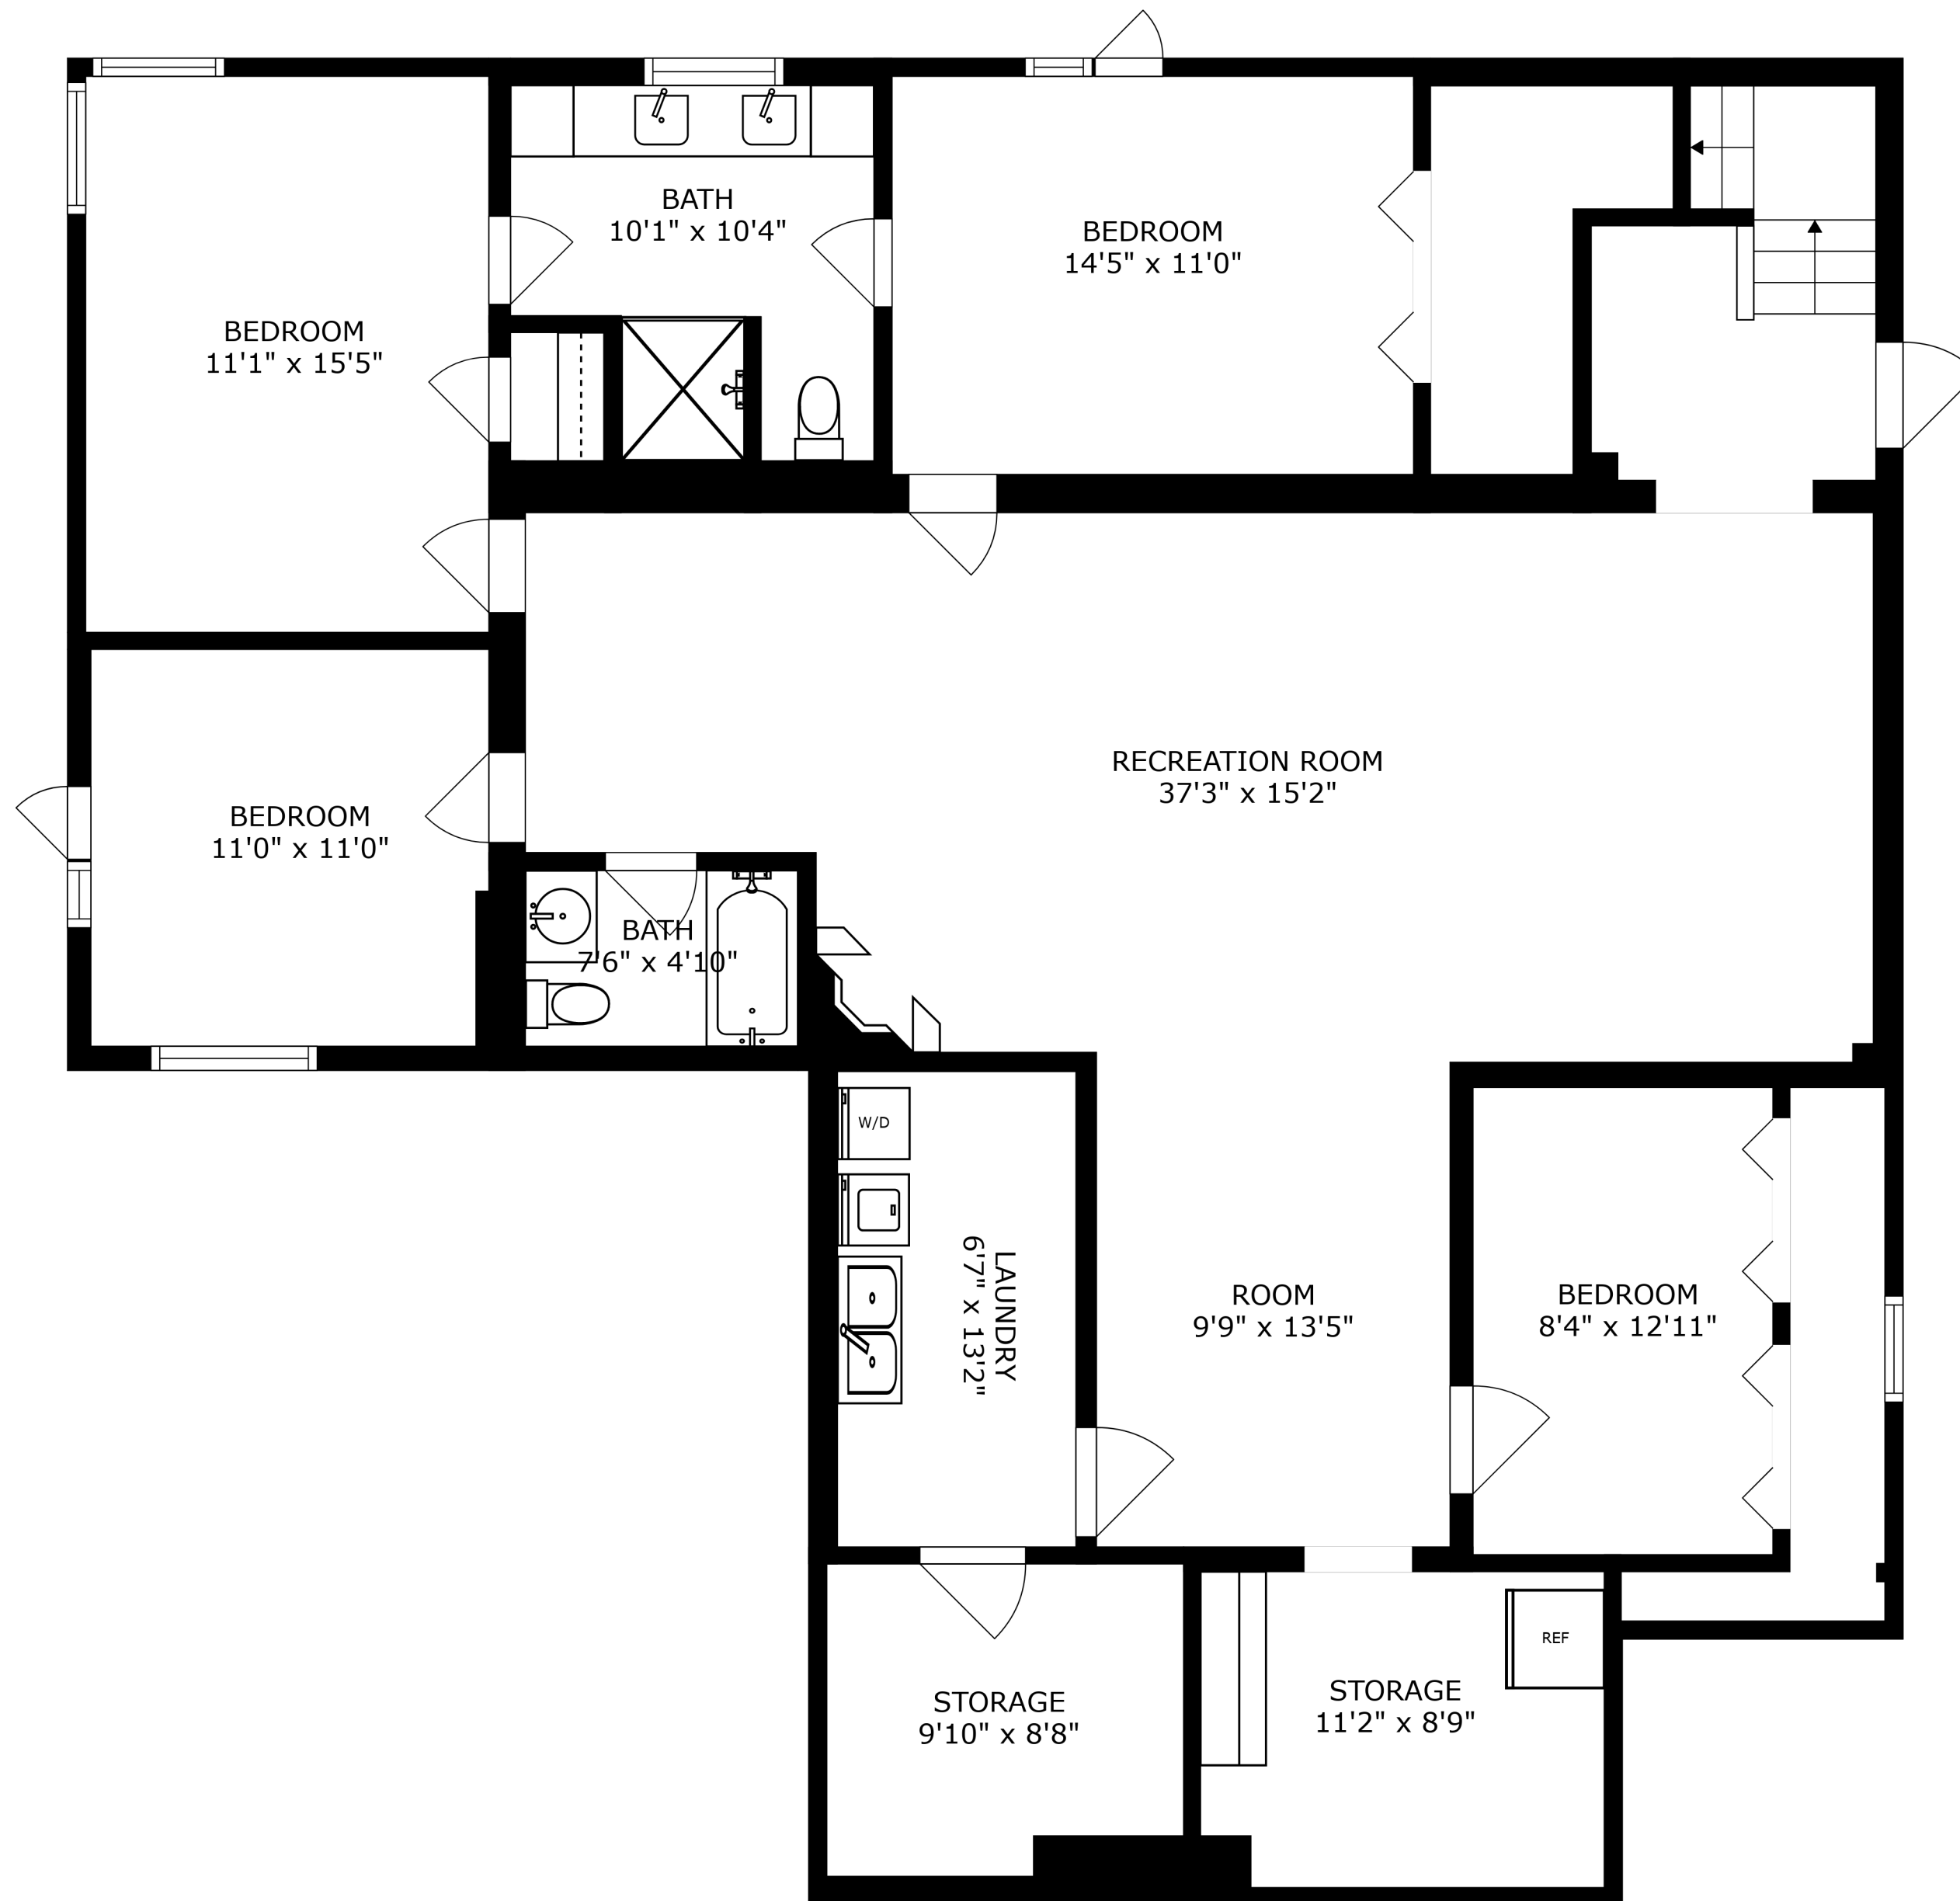 BATH
10'1" x 10'4"
BEDROOM
14'5" x 11'0"
BEDROOM
11'1" x 15'5"
RECREATION ROOM
37'3" x 15'2"
BEDROOM
11'0" x 11'0"
BATH
7'6" x 4'10"
W/D
LAUNDRY
6'7" x 13'2"
ROOM
9'9" x 13'5"
BEDROOM
8'4" x 12'11"
REF
STORAGE
9'10" x 8'8"
STORAGE
11'2" x 8'9"